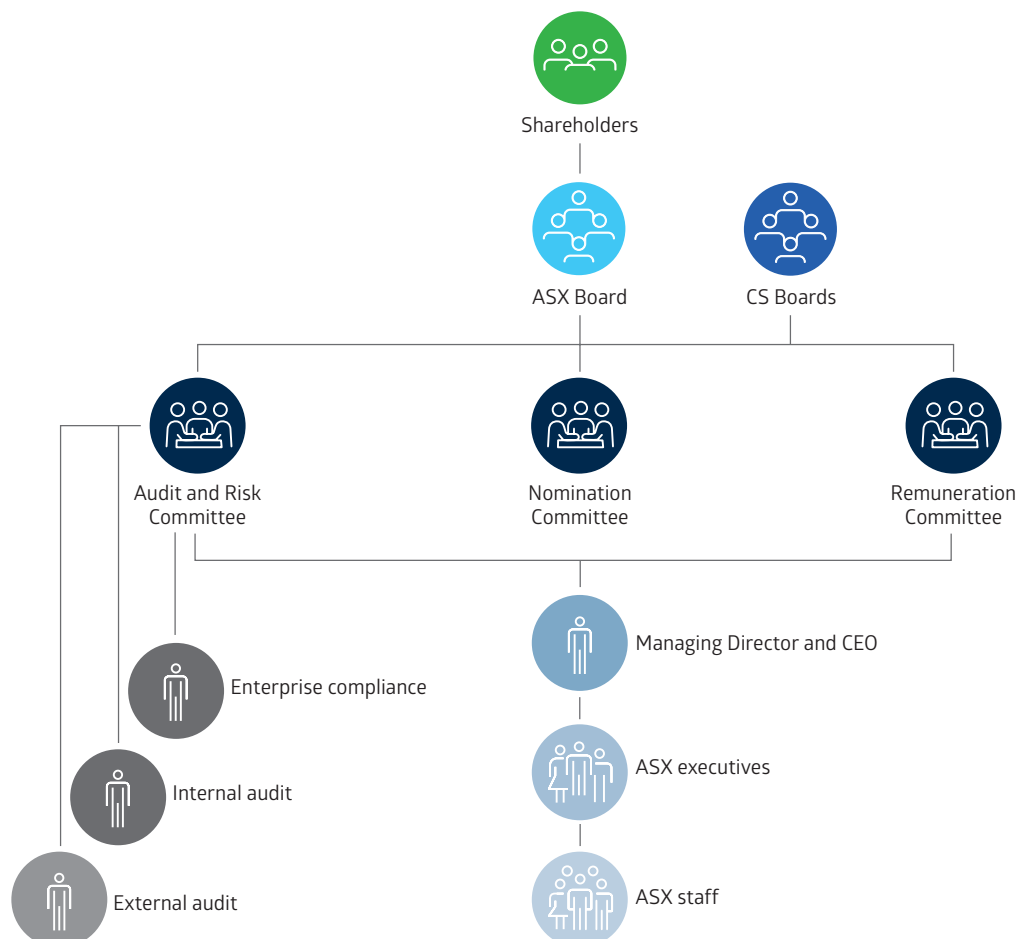 Shareholders
ASX Board
CS Boards
Audit and Risk
Committee
Nomination
Committee
Remuneration
Committee
Managing Director and CEO
Enterprise compliance
ASX executives
Internal audit
ASX staff
External audit